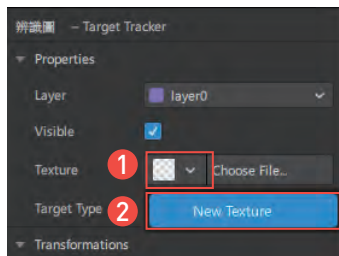 辨識圖 – Target Tracker
Properties
Layer layer0
Visible
Texture 1 Choose File...
Target Type 2 New Texture
Transformations